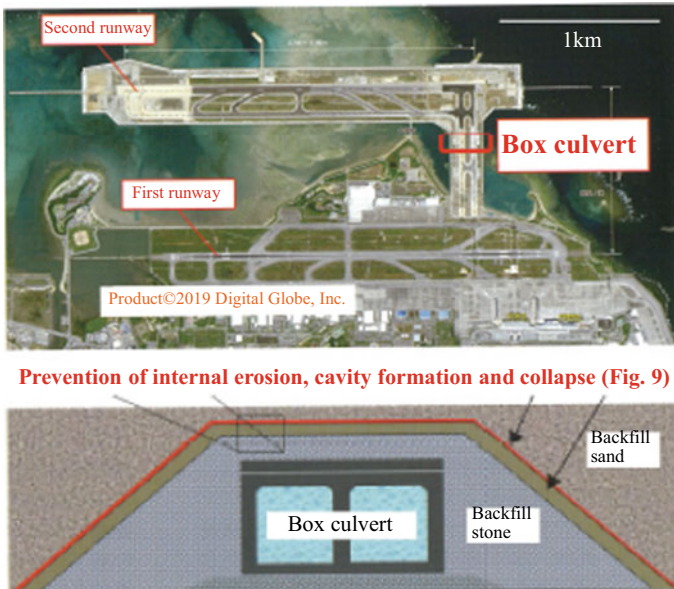 Second runway
1km
Box culvert
First runway
Product©2019 Digital Globe, Inc.
Prevention of internal erosion, cavity formation and collapse (Fig. 9)
Backfill
sand
Box culvert
Backfill
stone